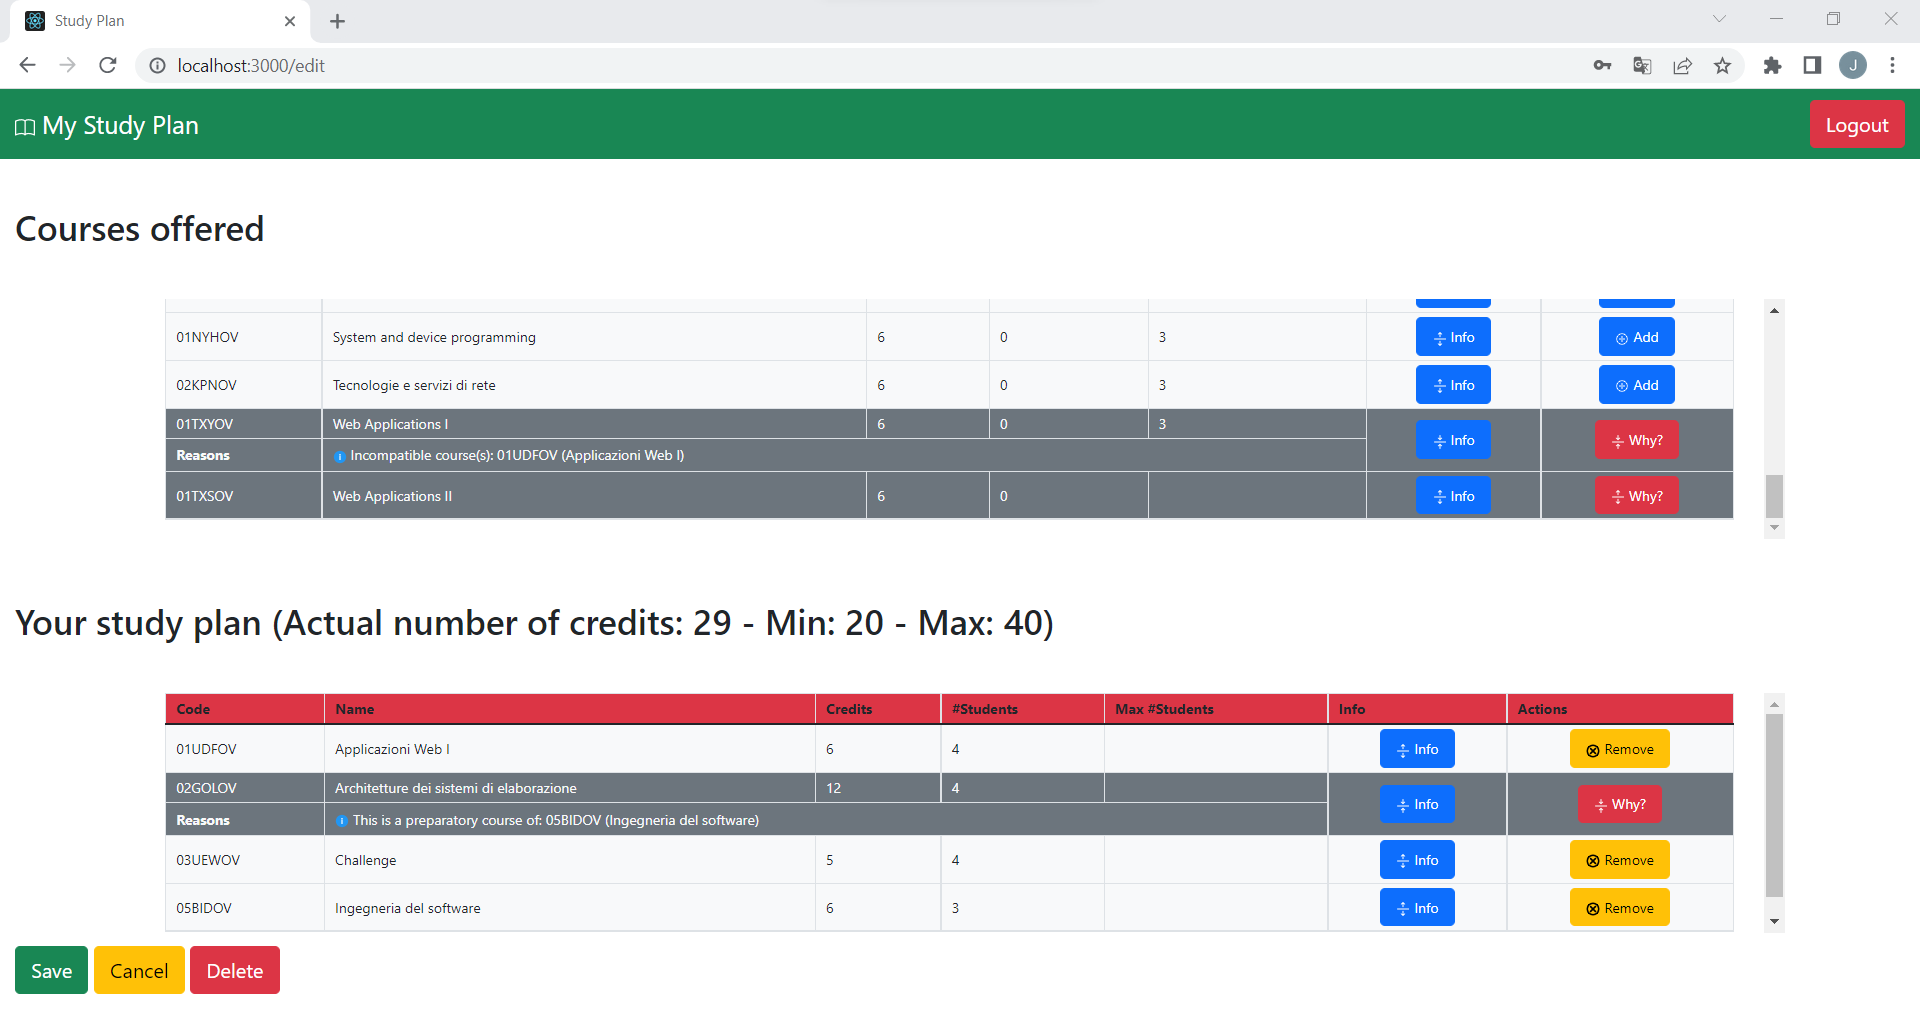 Study Plan
localhost:3000/edit
J
My Study Plan
Logout
Courses offered
01NYHOV System and device programming 6 0 3 Info Add
02KPNOV Tecnologie e servizi di rete 6 0 3 Info Add
01TXYOV Web Applications I 6 0 3 Info Why?
Reasons Incompatible course(s): 01UDFOV (Applicazioni Web I)
01TXSOV Web Applications II 6 0 Info Why?
Your study plan (Actual number of credits: 29 - Min: 20 - Max: 40)
Code Name Credits #Students Max #Students Info Actions
01UDFOV Applicazioni Web I 6 4 Info Remove
02GOLOV Architetture dei sistemi di elaborazione 12 4 Info Why?
Reasons This is a preparatory course of: 05BIDOV (Ingegneria del software)
03UEWOV Challenge 5 4 Info Remove
05BIDOV Ingegneria del software 6 3 Info Remove
Save Cancel Delete